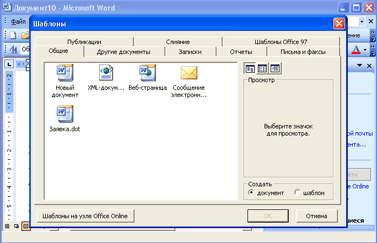 Документ10 - Microsoft Word
Файл
Шаблоны
Публикации Слияние Шаблоны Office 97
Общие Другие документы Записки Отчеты Письма и факсы
Новый документ
XML-докум...
Веб-страница
Сообщение электронн...
Заявка.dot
Просмотр
Выберите значок
для просмотра.
Создать
документ шаблон
Шаблоны на узле Office Online
ОК Отмена